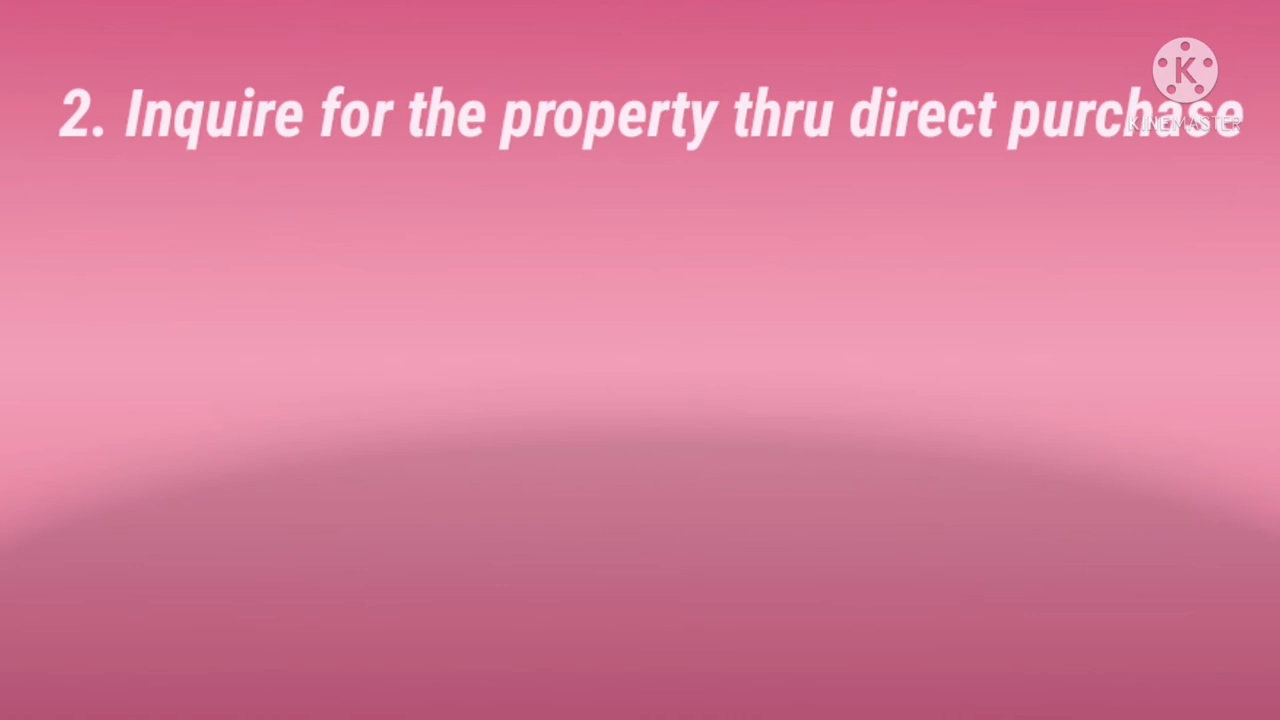 2. Inquire for the property thru direct purchase
K
KINEMASTER